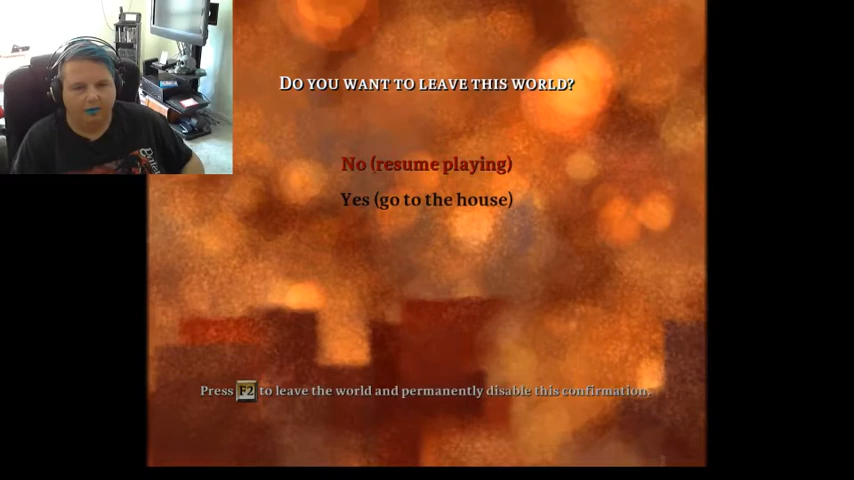 DO YOU WANT TO LEAVE THIS WORLD?
No (resume playing)
Yes (go to the house)
Press F2 to leave the world and permanently disable this confirmation.